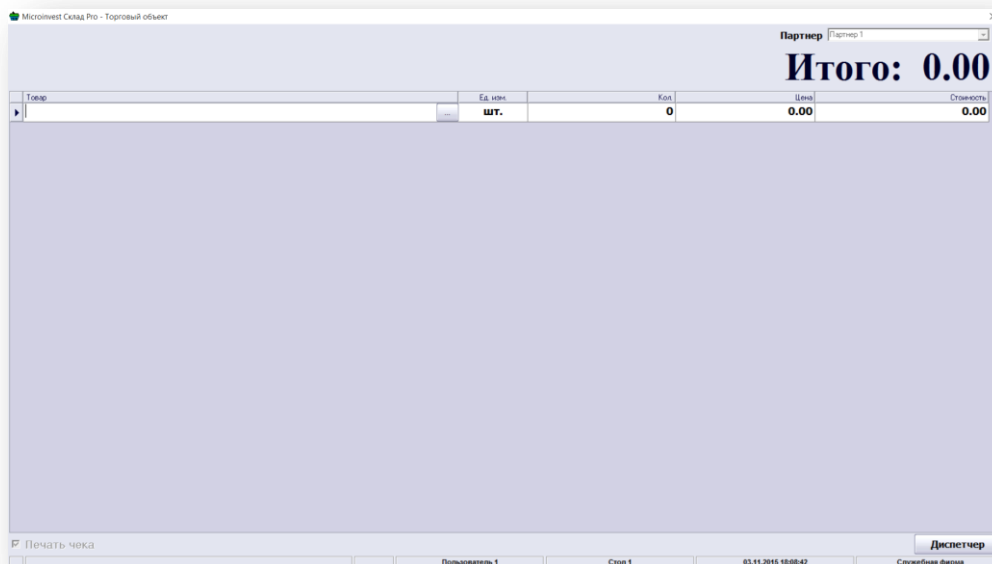 Microinvest Склад Pro - Торговый объект
Партнер Партнер 1
Итого: 0.00
Товар Ед. изм. Кол. Цена Стоимость
... шт. 0 0.00 0.00
Печать чека Диспетчер
Пользователь 1 Стол 1 03.11.2015 18:08:42 Служебная фирма